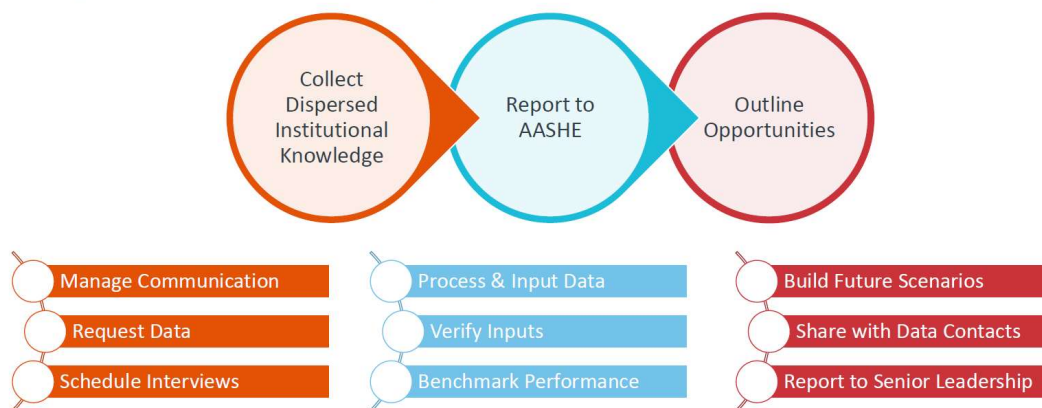 Collect
Dispersed
Institutional
Knowledge
Report to
AASHE
Outline
Opportunities
Manage Communication
Request Data
Schedule Interviews
Process & Input Data
Verify Inputs
Benchmark Performance
Build Future Scenarios
Share with Data Contacts
Report to Senior Leadership